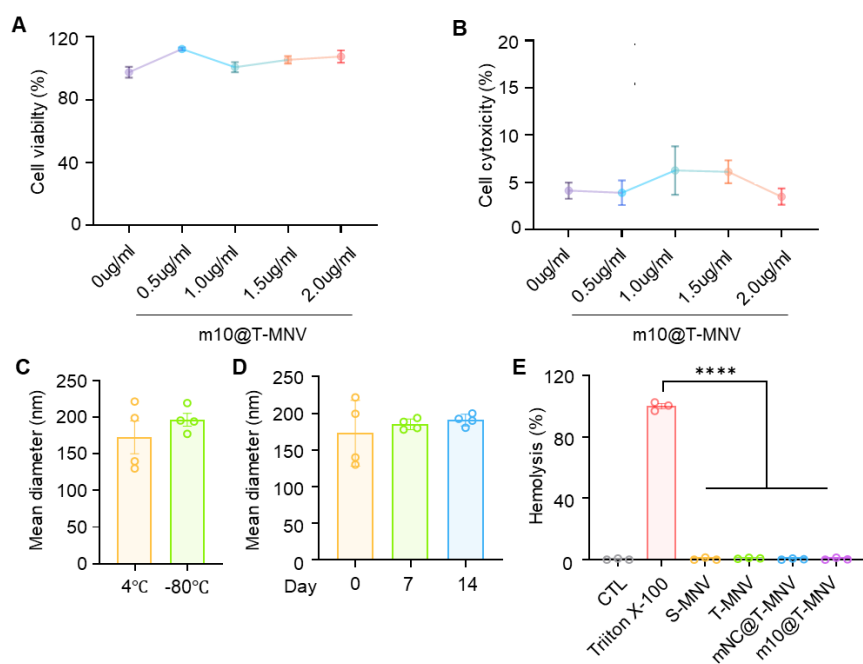 A
Cell viabilty (%)
120
80
40
0
0ug/ml
0.5ug/ml
1.0ug/ml
1.5ug/ml
2.0ug/ml
m10@T-MNV
B
Cell cytoxicity (%)
20
15
10
5
0
0ug/ml
0.5ug/ml
1.0ug/ml
1.5ug/ml
2.0ug/ml
m10@T-MNV
C
Mean diameter (nm)
250
200
150
100
50
0
4℃
-80℃
D
Mean diameter (nm)
250
200
150
100
50
0
Day
0
7
14
E
Hemolysis (%)
120
80
40
0
****
CTL
Triiton X-100
S-MNV
T-MNV
mNC@T-MNV
m10@T-MNV